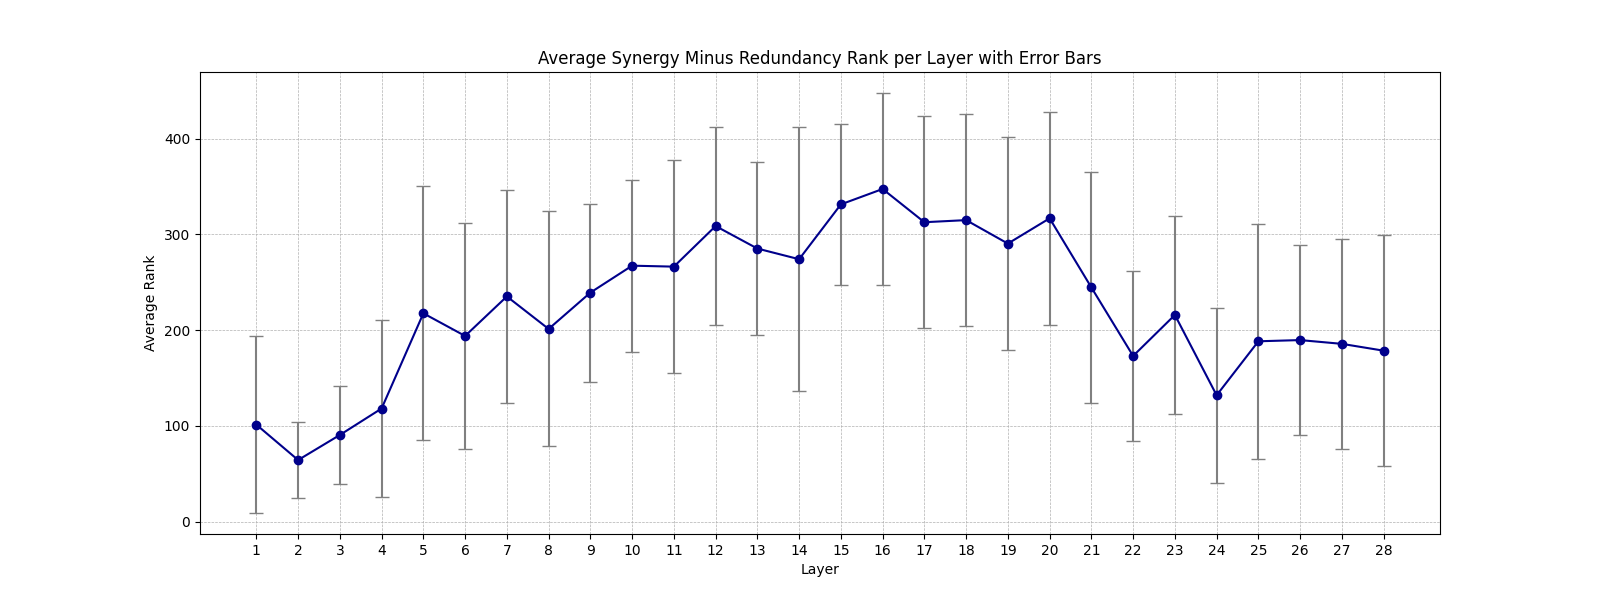 Average Synergy Minus Redundancy Rank per Layer with Error Bars
400
300
200
100
0
Average Rank
1 2 3 4 5 6 7 8 9 10 11 12 13 14 15 16 17 18 19 20 21 22 23 24 25 26 27 28
Layer